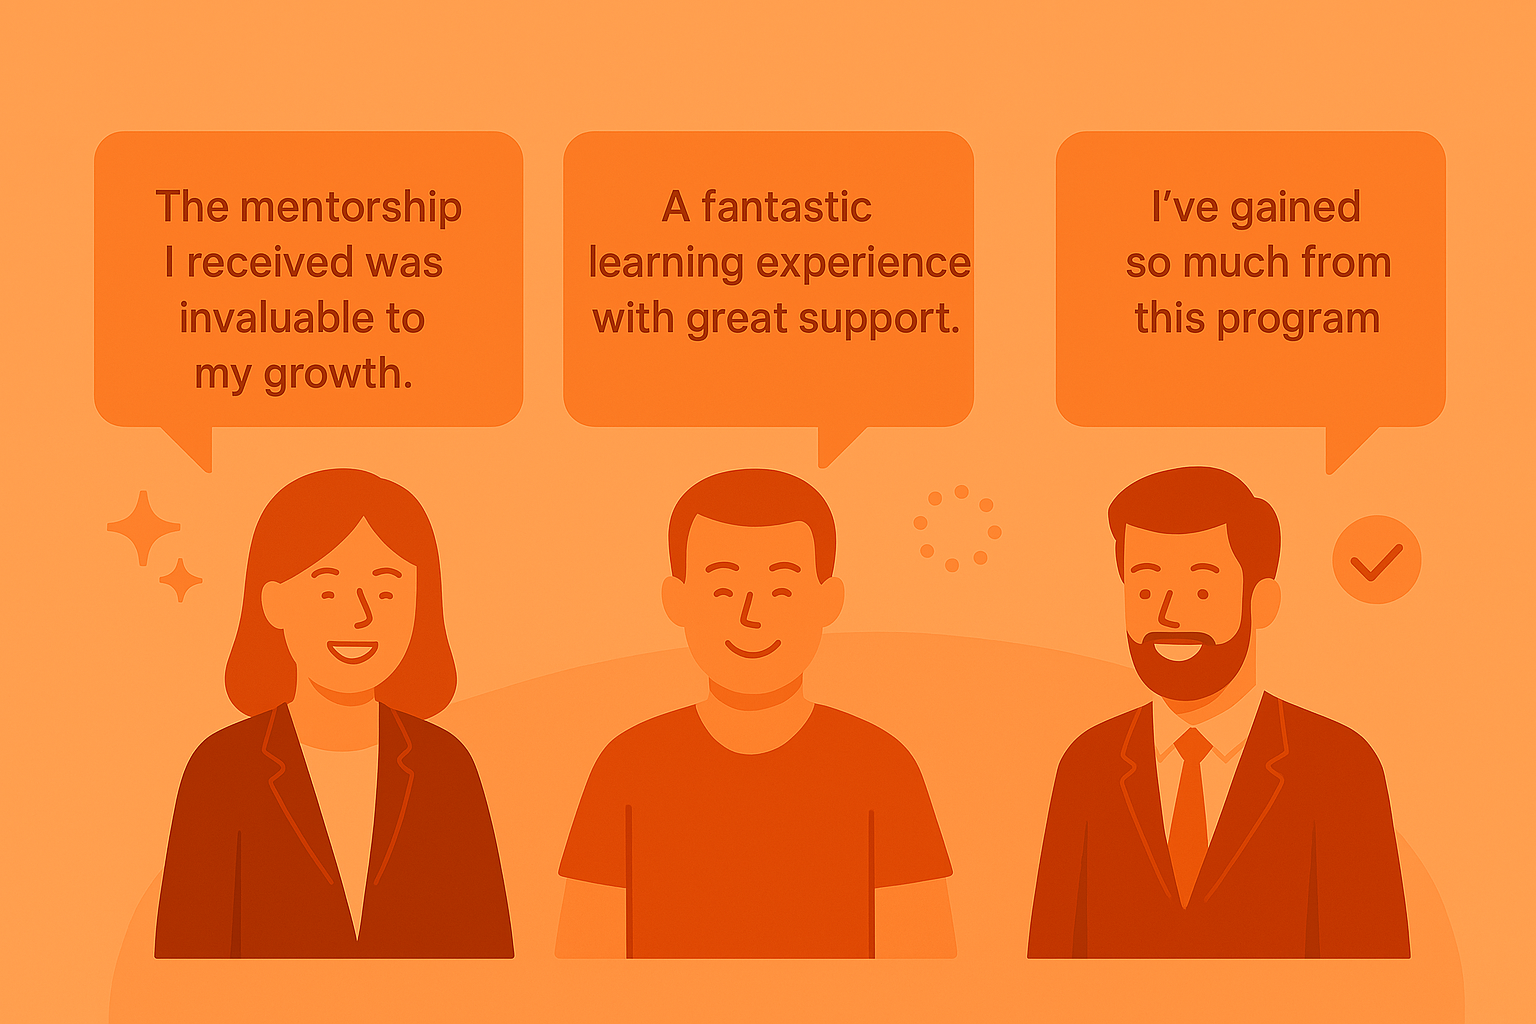 The mentorship
I received was
invaluable to
my growth.
A fantastic
learning experience
with great support.
I’ve gained
so much from
this program